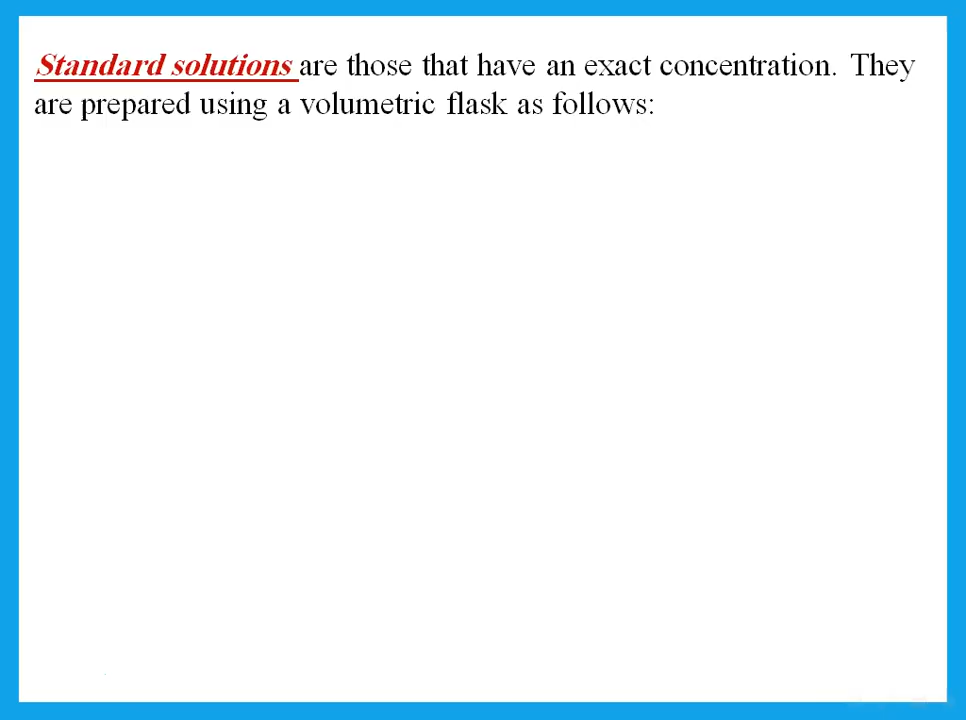 Standard solutions are those that have an exact concentration. They
are prepared using a volumetric flask as follows: